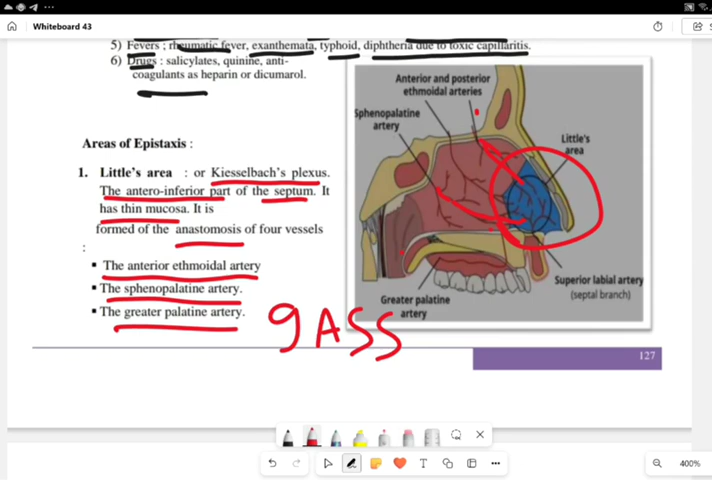 Whiteboard 43
5) Fevers ; rheumatic fever, exanthemata, typhoid, diphtheria due to toxic capillaritis.
6) Drugs : salicylates, quinine, anti-
coagulants as heparin or dicumarol.
Areas of Epistaxis :
1. Little's area : or Kiesselbach's plexus.
The antero-inferior part of the septum. It
has thin mucosa. It is
formed of the anastomosis of four vessels
:
▪ The anterior ethmoidal artery
▪ The sphenopalatine artery.
▪ The greater palatine artery.
Anterior and posterior
ethmoidal arteries
Sphenopalatine
artery
Little's
area
Superior labial artery
(septal branch)
Greater palatine
artery
gASS
127
400%